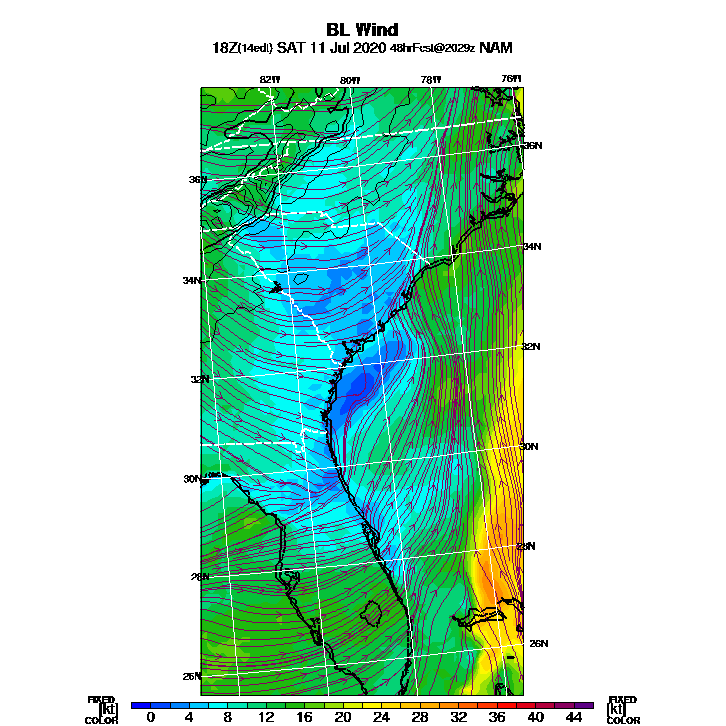 BL Wind
18Z(14edt) SAT 11 Jul 2020 48hrFcst@2029z NAM
82W 80W 78W 76W
36N
36N
34N
34N
32N
32N
30N
30N
28N
28N
26N
26N
FIXED FIXED
[kt] 0 4 8 12 16 20 24 28 32 36 40 44 [kt]
COLOR COLOR